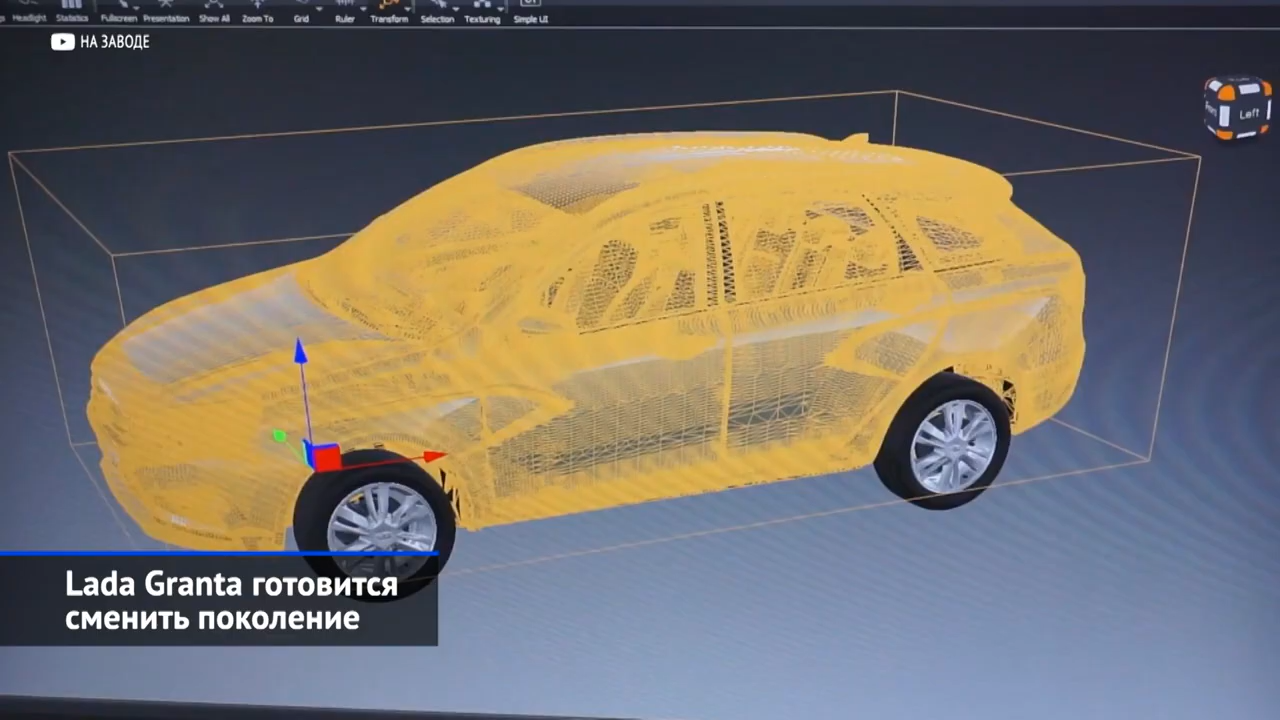 Headlight Statistics Fullscreen Presentation Show All Zoom To Grid Ruler Transform Selection Texturing Simple UI
НА ЗАВОДЕ
Left
Lada Granta готовится
сменить поколение